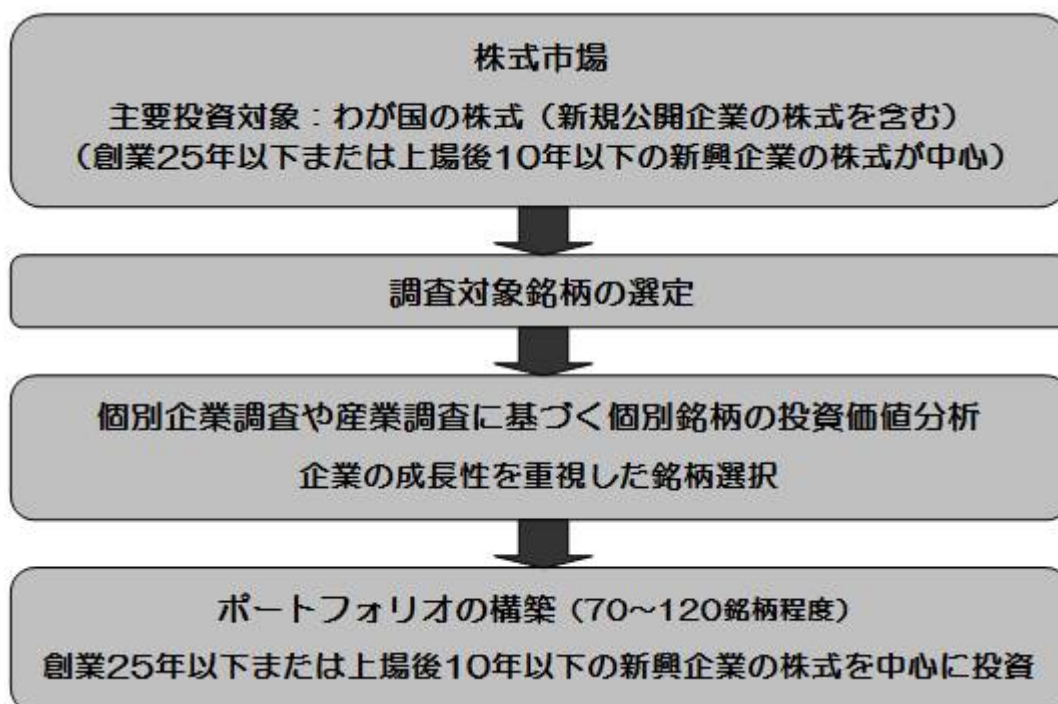 株式市場
主要投資対象：わが国の株式（新規公開企業の株式を含む）
（創業25年以下または上場後10年以下の新興企業の株式が中心）
調査対象銘柄の選定
個別企業調査や産業調査に基づく個別銘柄の投資価値分析
企業の成長性を重視した銘柄選択
ポートフォリオの構築（70～120銘柄程度）
創業25年以下または上場後10年以下の新興企業の株式を中心に投資